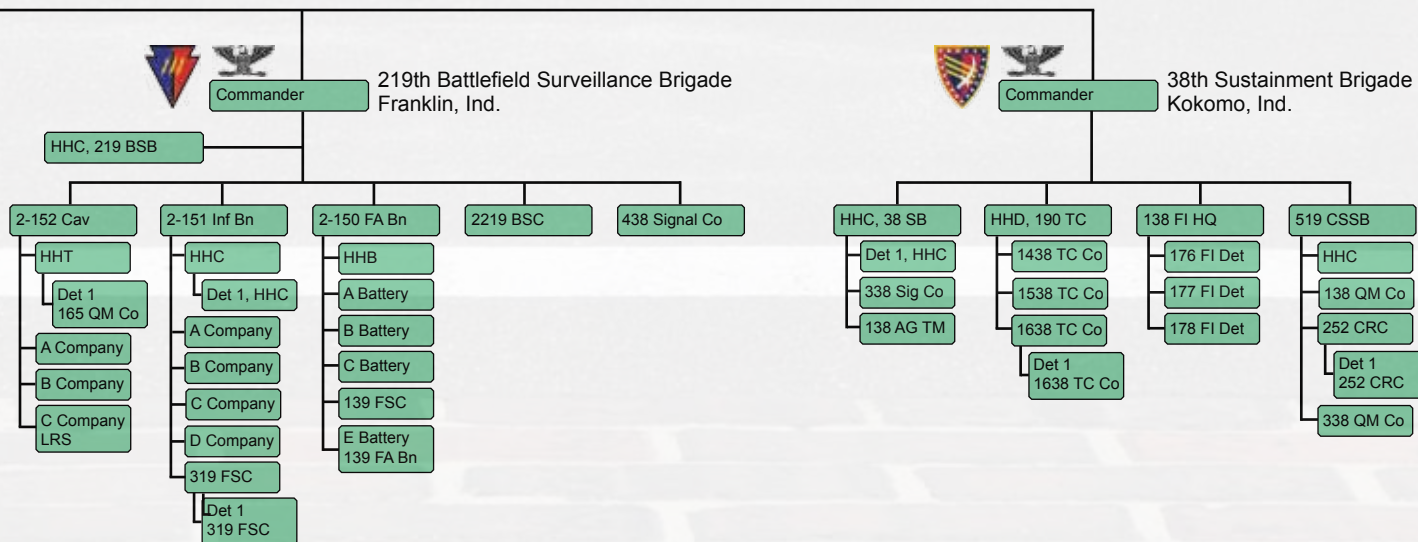 Commander
219th Battlefield Surveillance Brigade
Franklin, Ind.
HHC, 219 BSB
2-152 Cav
HHT
Det 1
165 QM Co
A Company
B Company
C Company
LRS
2-151 Inf Bn
HHC
Det 1, HHC
A Company
B Company
C Company
D Company
319 FSC
Det 1
319 FSC
2-150 FA Bn
HHB
A Battery
B Battery
C Battery
139 FSC
E Battery
139 FA Bn
2219 BSC
438 Signal Co
Commander
38th Sustainment Brigade
Kokomo, Ind.
HHC, 38 SB
Det 1, HHC
338 Sig Co
138 AG TM
HHD, 190 TC
1438 TC Co
1538 TC Co
1638 TC Co
Det 1
1638 TC Co
138 FI HQ
176 FI Det
177 FI Det
178 FI Det
519 CSSB
HHC
138 QM Co
252 CRC
Det 1
252 CRC
338 QM Co